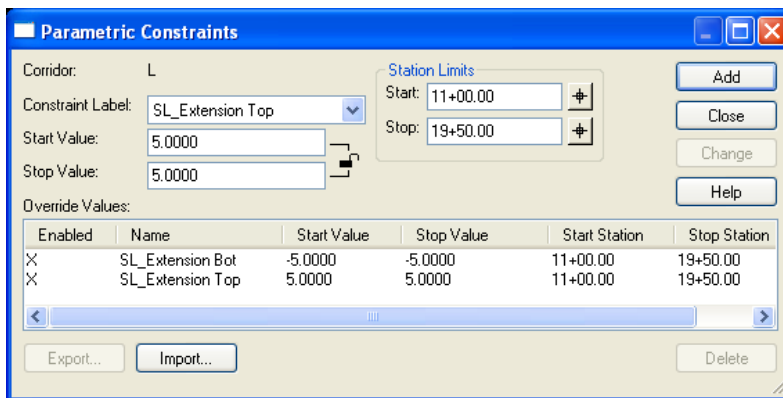 Parametric Constraints
Corridor: L
Constraint Label: SL_Extension Top
Start Value: 5.0000
Stop Value: 5.0000
Station Limits
Start: 11+00.00
Stop: 19+50.00
Add
Close
Change
Help
Override Values:
Enabled Name Start Value Stop Value Start Station Stop Station
X SL_Extension Bot -5.0000 -5.0000 11+00.00 19+50.00
X SL_Extension Top 5.0000 5.0000 11+00.00 19+50.00
Export... Import... Delete